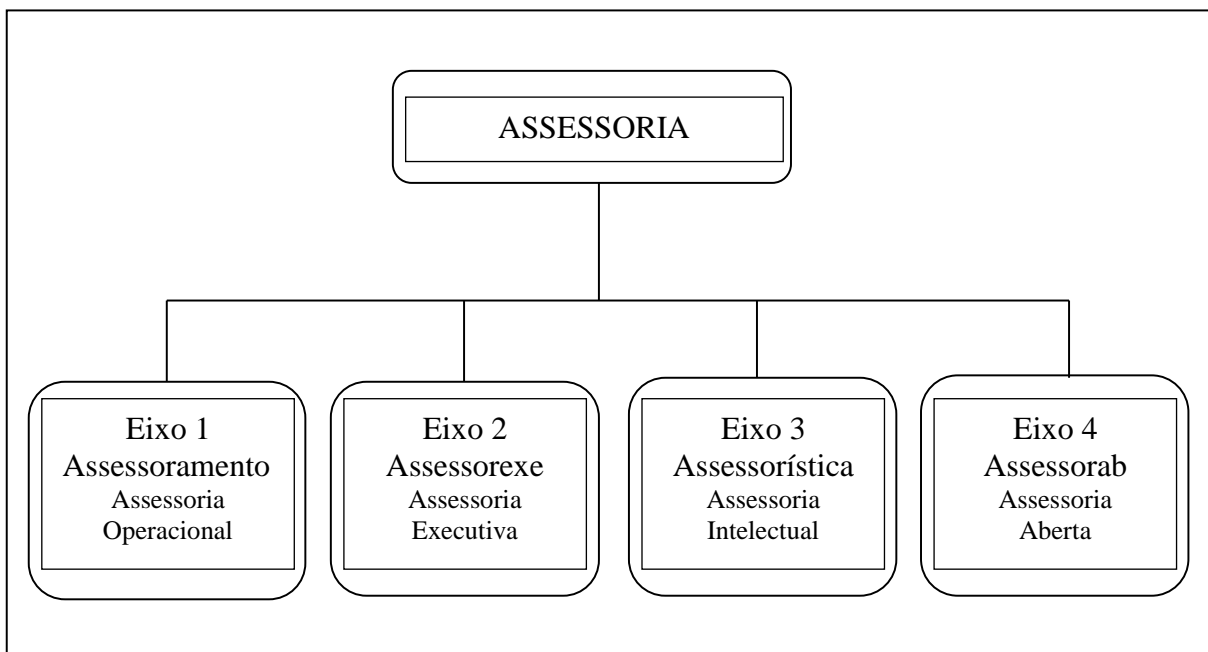 ASSESSORIA
Eixo 1
Assessoramento
Assessoria
Operacional
Eixo 2
Assessorexe
Assessoria
Executiva
Eixo 3
Assessorística
Assessoria
Intelectual
Eixo 4
Assessorab
Assessoria
Aberta